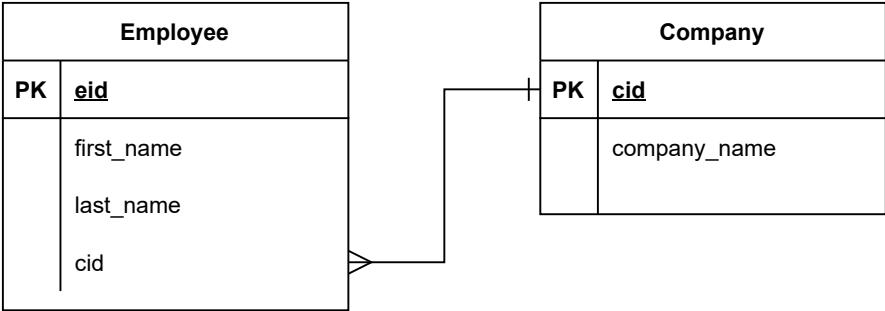 Employee
PK eid
first_name
last_name
cid
Company
PK cid
company_name